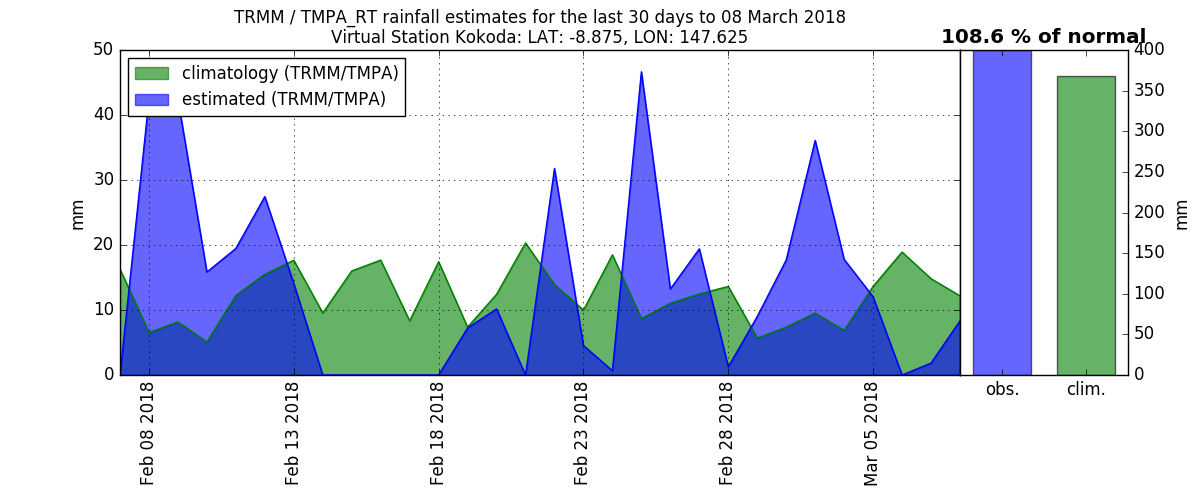 TRMM / TMPA_RT rainfall estimates for the last 30 days to 08 March 2018
Virtual Station Kokoda: LAT: -8.875, LON: 147.625
108.6 % of normal
climatology (TRMM/TMPA)
estimated (TRMM/TMPA)
mm
50
40
30
20
10
0
Feb 08 2018
Feb 13 2018
Feb 18 2018
Feb 23 2018
Feb 28 2018
Mar 05 2018
obs.
clim.
400
350
300
250
200
150
100
50
0
mm